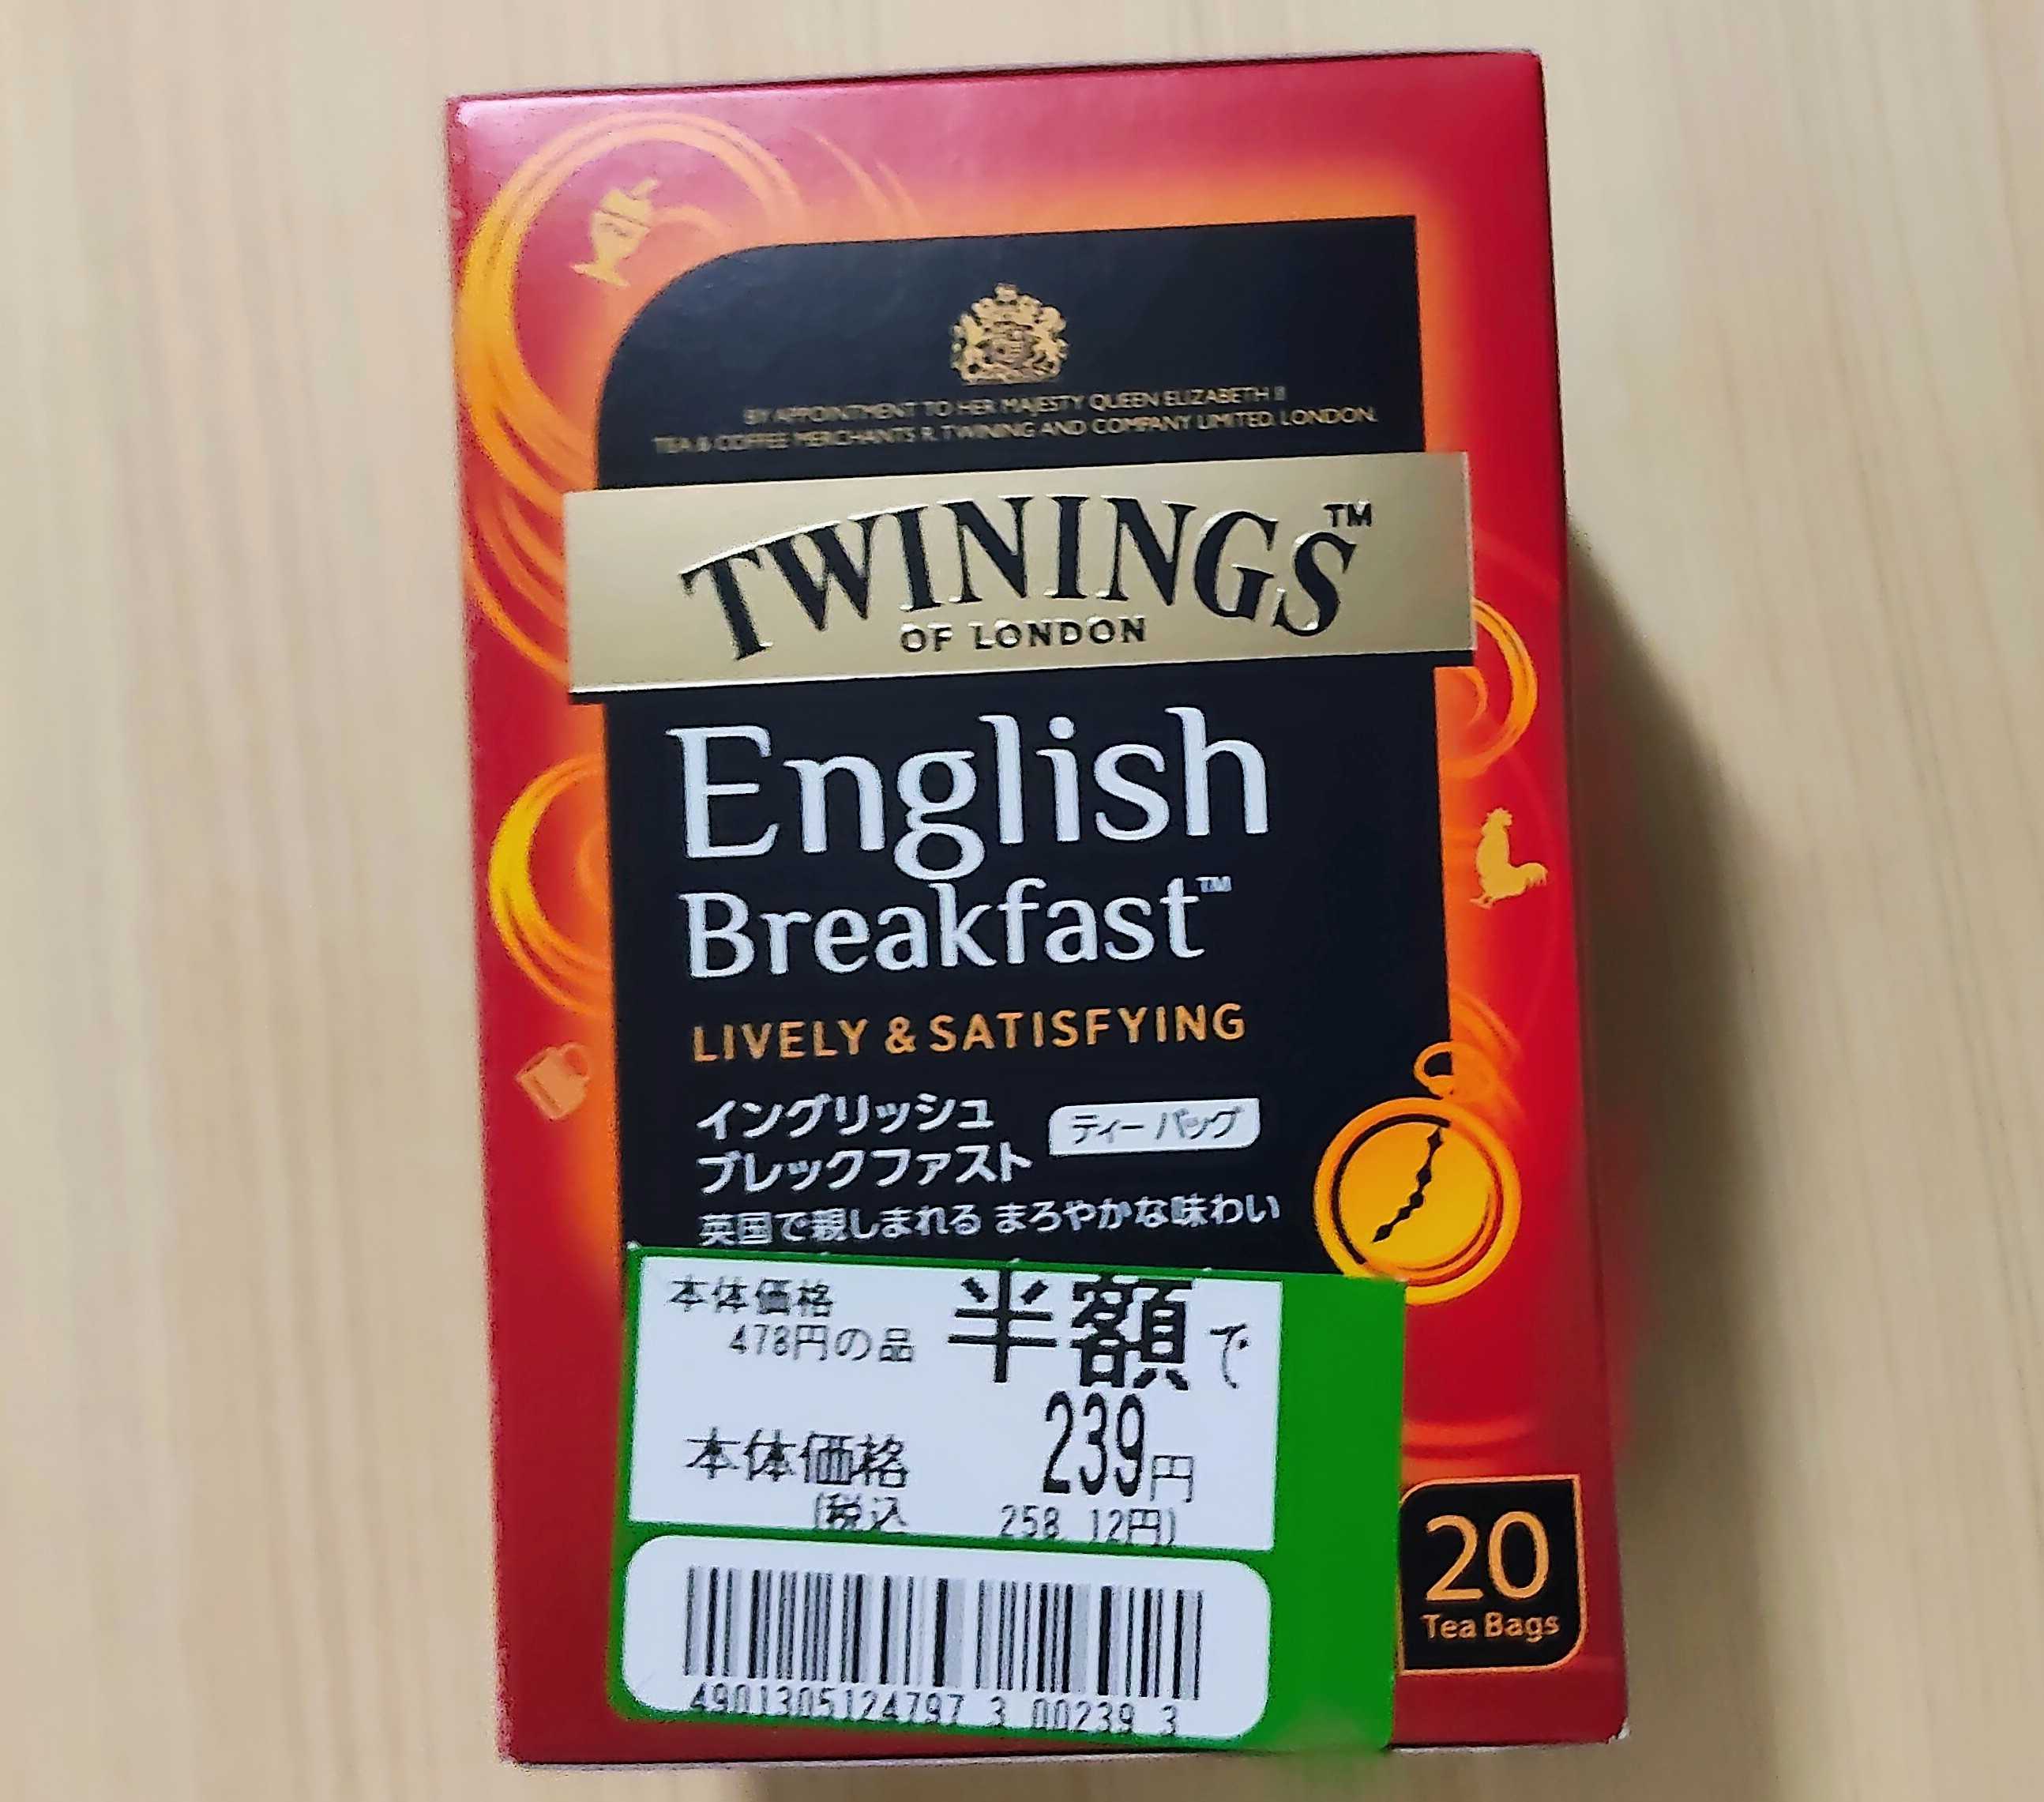 BY APPOINTMENT TO HER MAJESTY QUEEN ELIZABETH II
TEA & COFFEE MERCHANTS R. TWINING AND COMPANY LIMITED. LONDON.
TWININGS™
OF LONDON
English
Breakfast™
LIVELY & SATISFYING
イングリッシュ
ブレックファスト
ティーバッグ
英国で親しまれる まろやかな味わい
本体価格
478円の品
半額で
本体価格 239円
(税込 258.12円)
4901305124797 3 00239 3
20
Tea Bags